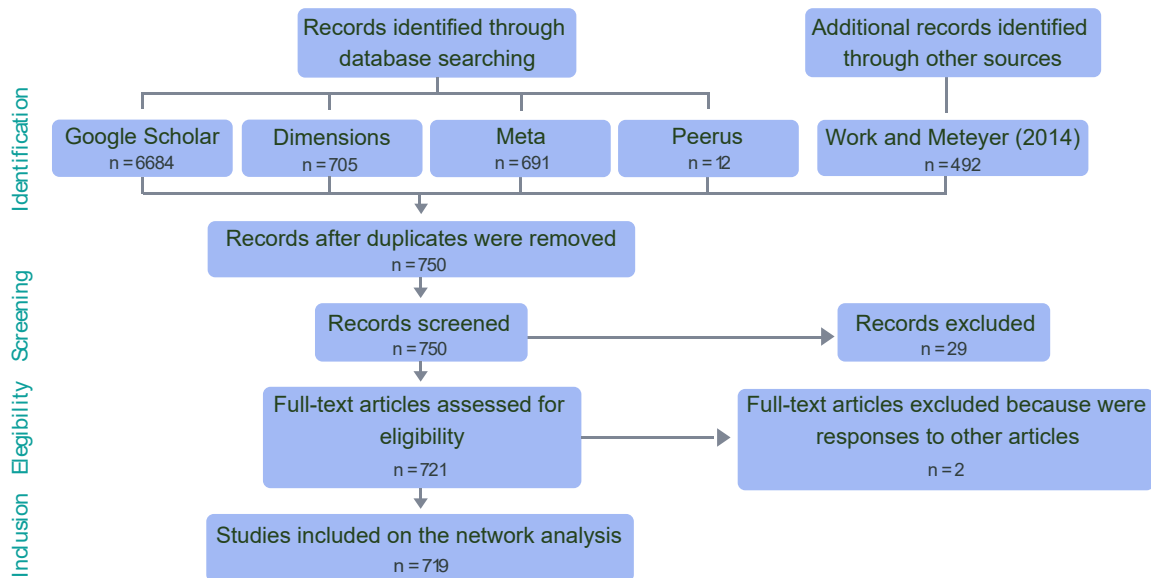 Records identified through
database searching
Additional records identified
through other sources
Identification
Google Scholar
n = 6684
Dimensions
n = 705
Meta
n = 691
Peerus
n = 12
Work and Meteyer (2014)
n = 492
Records after duplicates were removed
n = 750
Screening
Records screened
n = 750
Records excluded
n = 29
Elegibility
Full-text articles assessed for
eligibility
n = 721
Full-text articles excluded because were
responses to other articles
n = 2
Indusion
Studies included on the network analysis
n = 719